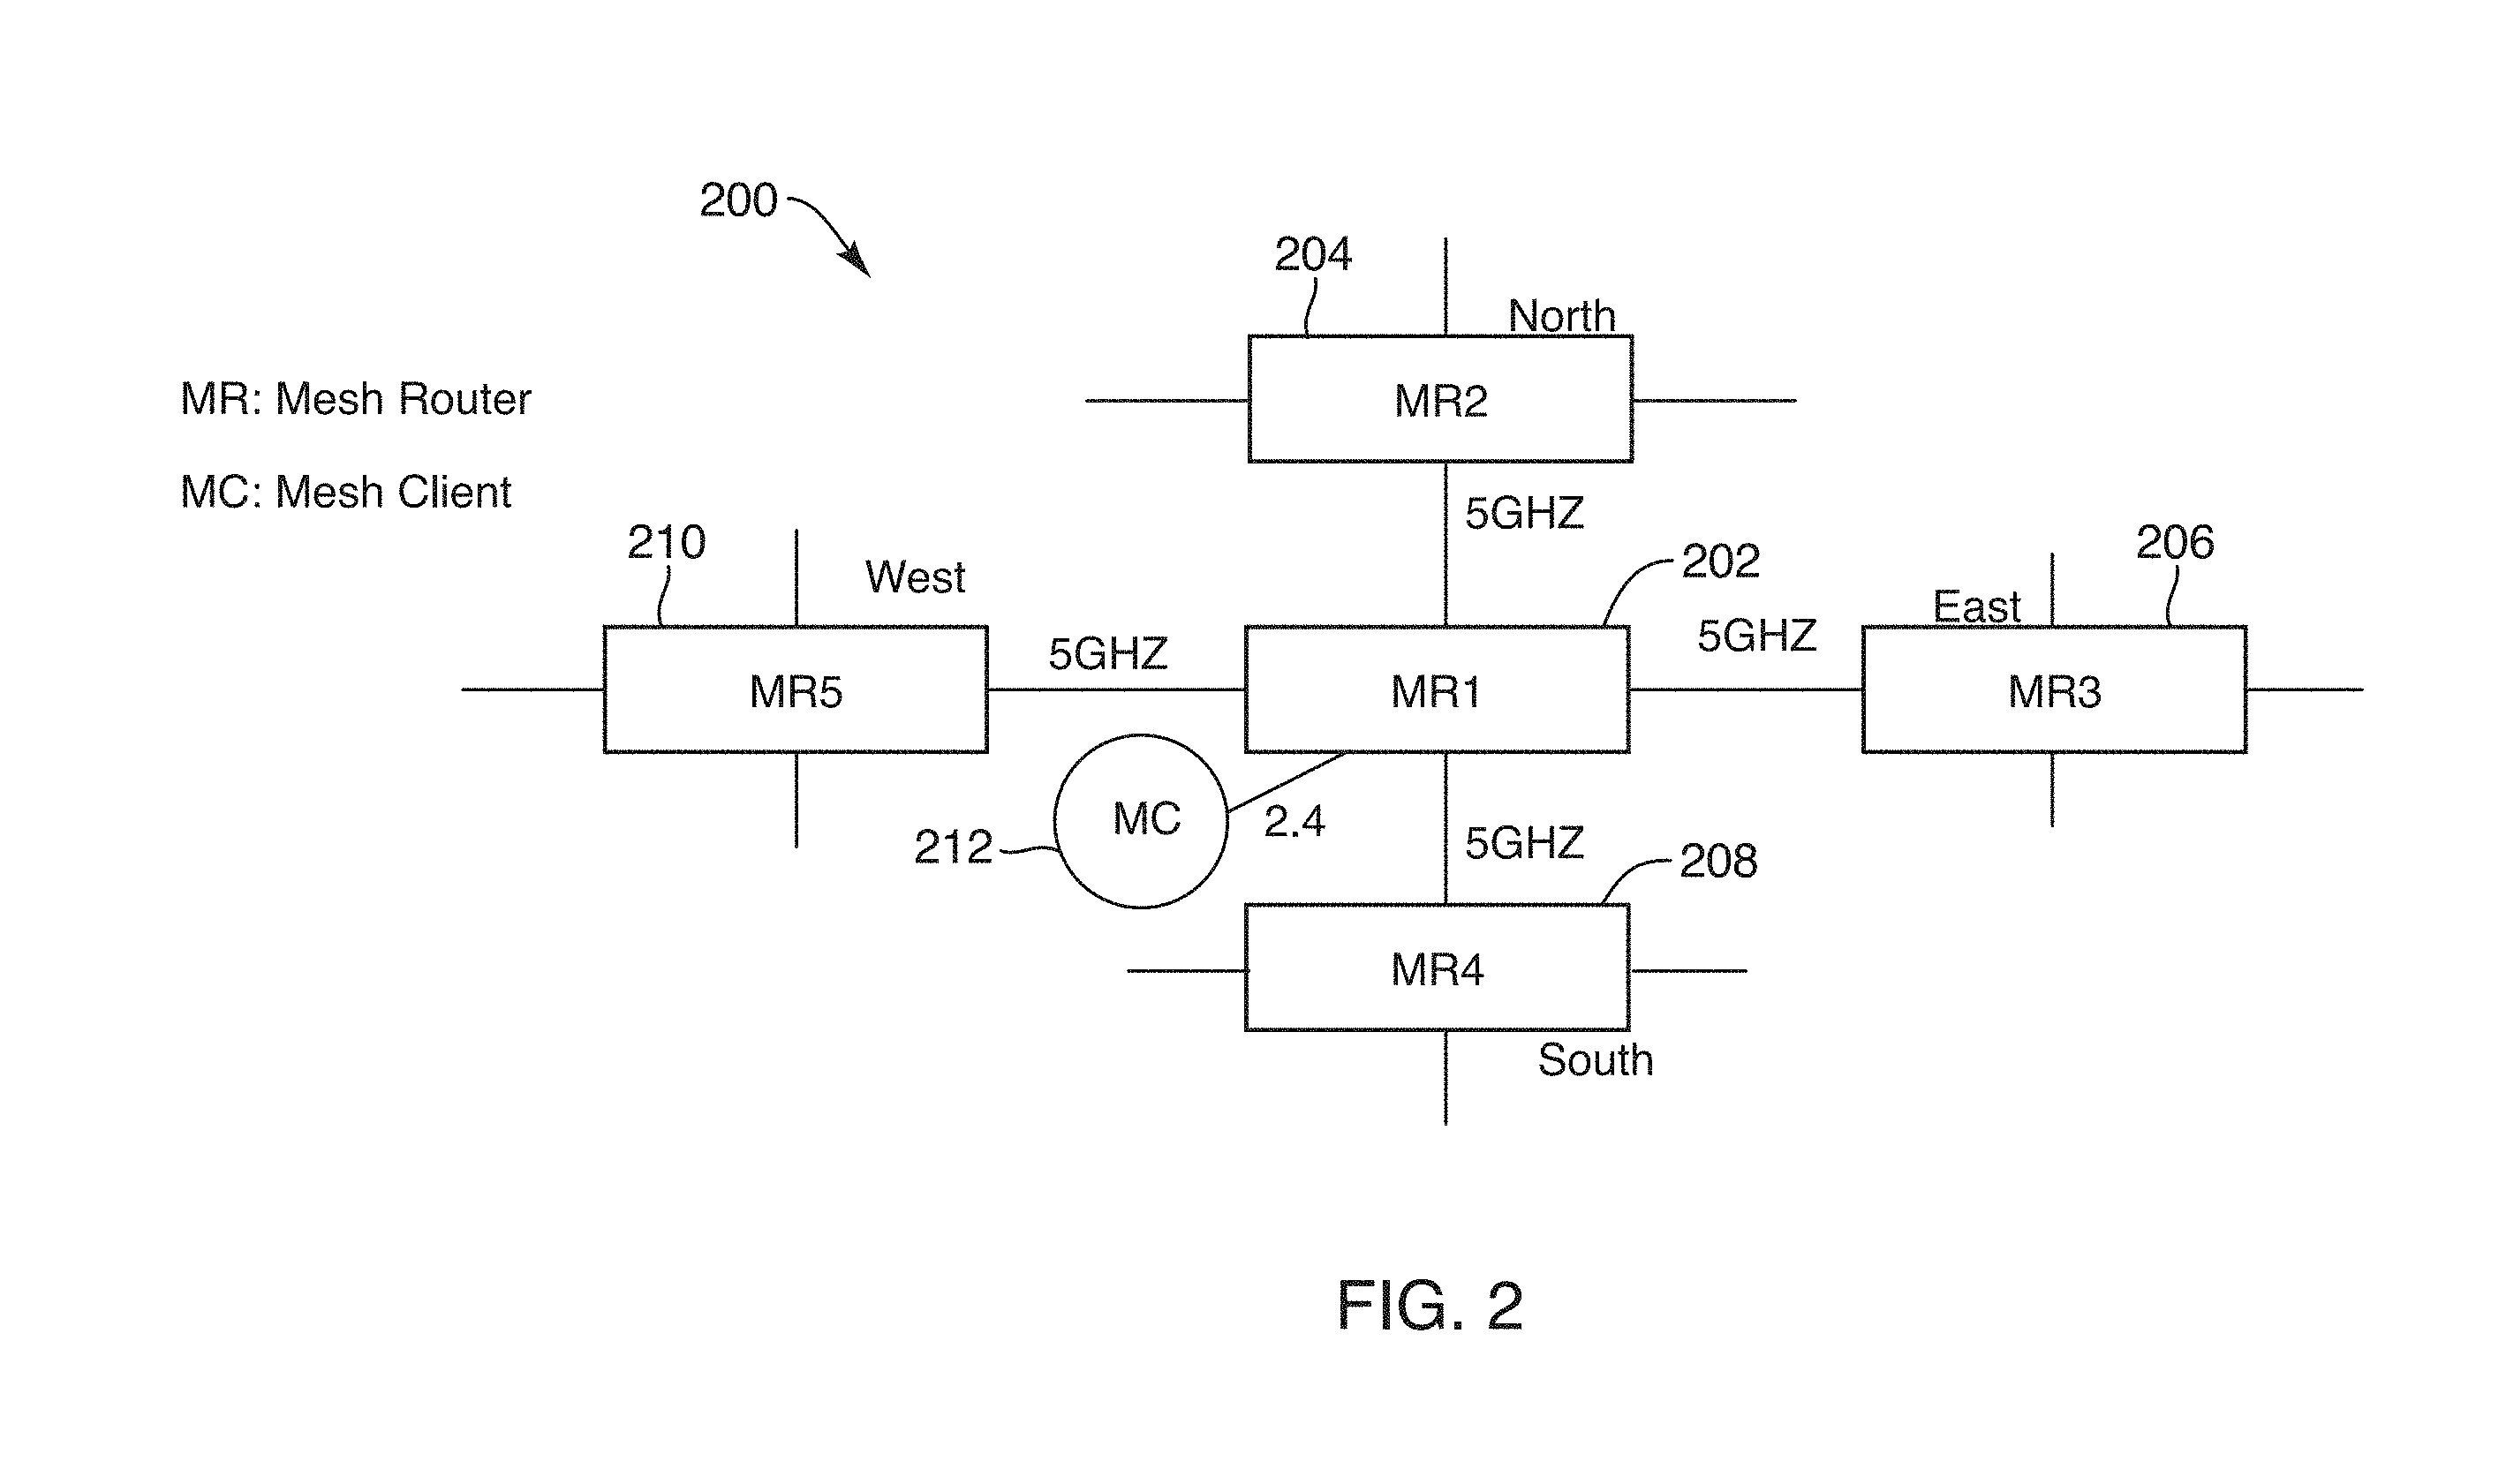 200
204
North
MR: Mesh Router
MR2
MC: Mesh Client
5GHZ
210
West
202
206
East
5GHZ
5GHZ
MR5
MR1
MR3
MC
2.4
212
5GHZ
208
MR4
South
FIG. 2